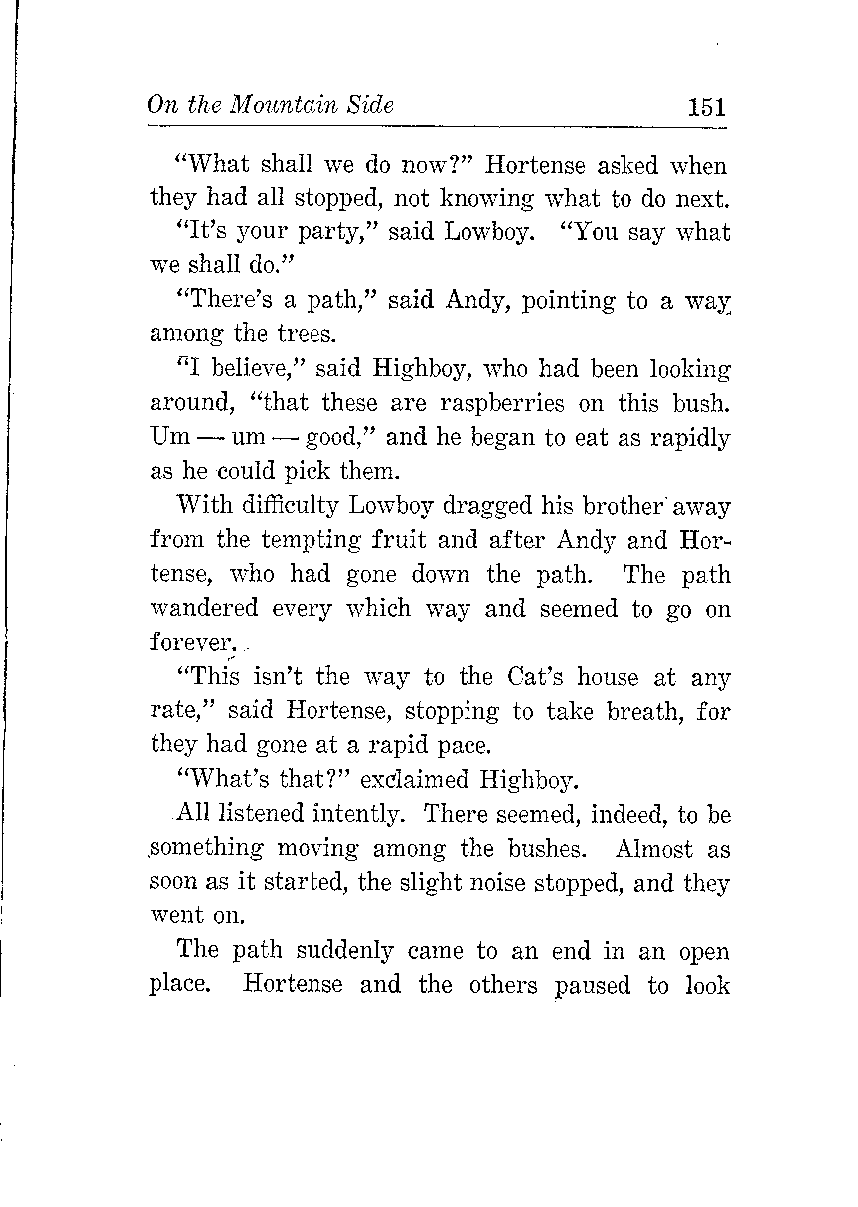 On the Mountain Side 151
“What shall we do now?” Hortense asked when
they had all stopped, not knowing what to do next.
“It’s your party,” said Lowboy. “You say what
we shall do.”
“There’s a path,” said Andy, pointing to a way
among the trees.
“I believe,” said Highboy, who had been looking
around, “that these are raspberries on this bush.
Um — um — good,” and he began to eat as rapidly
as he could pick them.
With difficulty Lowboy dragged his brother away
from the tempting fruit and after Andy and Hor-
tense, who had gone down the path. The path
wandered every which way and seemed to go on
forever.
“This isn’t the way to the Cat’s house at any
rate,” said Hortense, stopping to take breath, for
they had gone at a rapid pace.
“What’s that?” exclaimed Highboy.
All listened intently. There seemed, indeed, to be
something moving among the bushes. Almost as
soon as it started, the slight noise stopped, and they
went on.
The path suddenly came to an end in an open
place. Hortense and the others paused to look